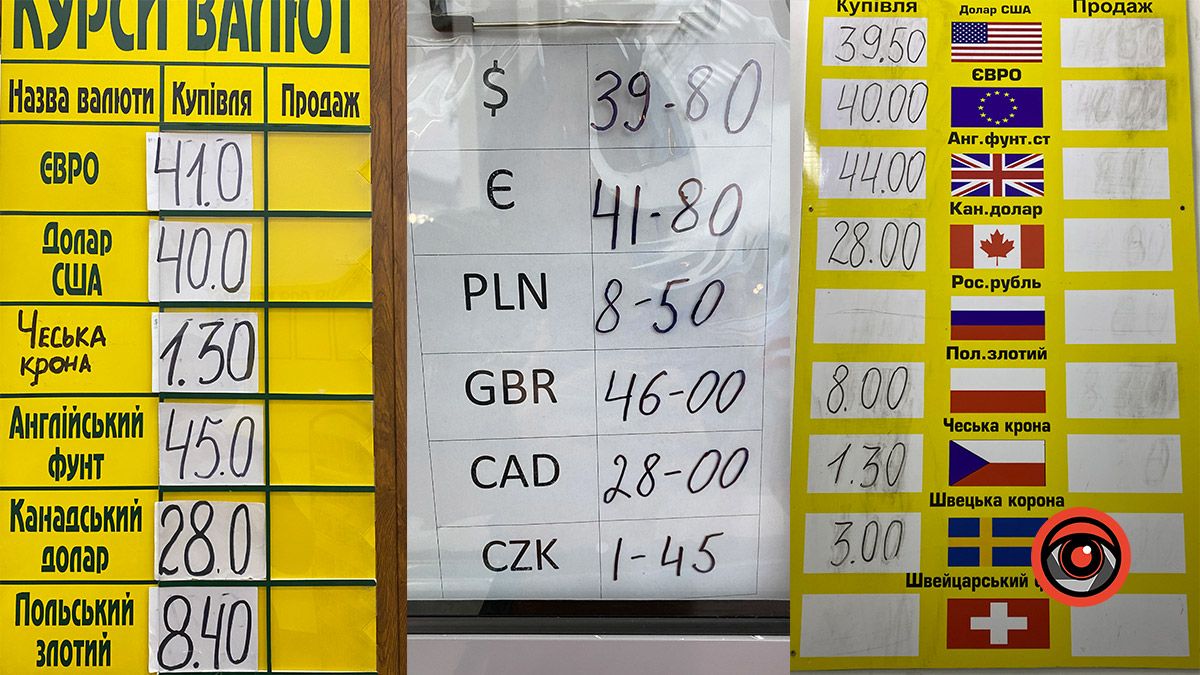 КУРСИ ВАЛЮТ
Назва валюти Купівля Продаж
ЄВРО 41.0
Долар США 40.0
Чеська крона 1.30
Англійський фунт 45.0
Канадський долар 28.0
Польський злотий 8.40
$ 39-80
Є 41-80
PLN 8-50
GBR 46-00
CAD 28-00
CZK 1-45
Купівля Долар США Продаж
39.50
ЄВРО
40.00
Анг.фунт.ст
44.00
Кан.долар
28.00
Рос.рубль
Пол.злотий
8.00
Чеська крона
1.30
Швецька корона
3.00
Швейцарський